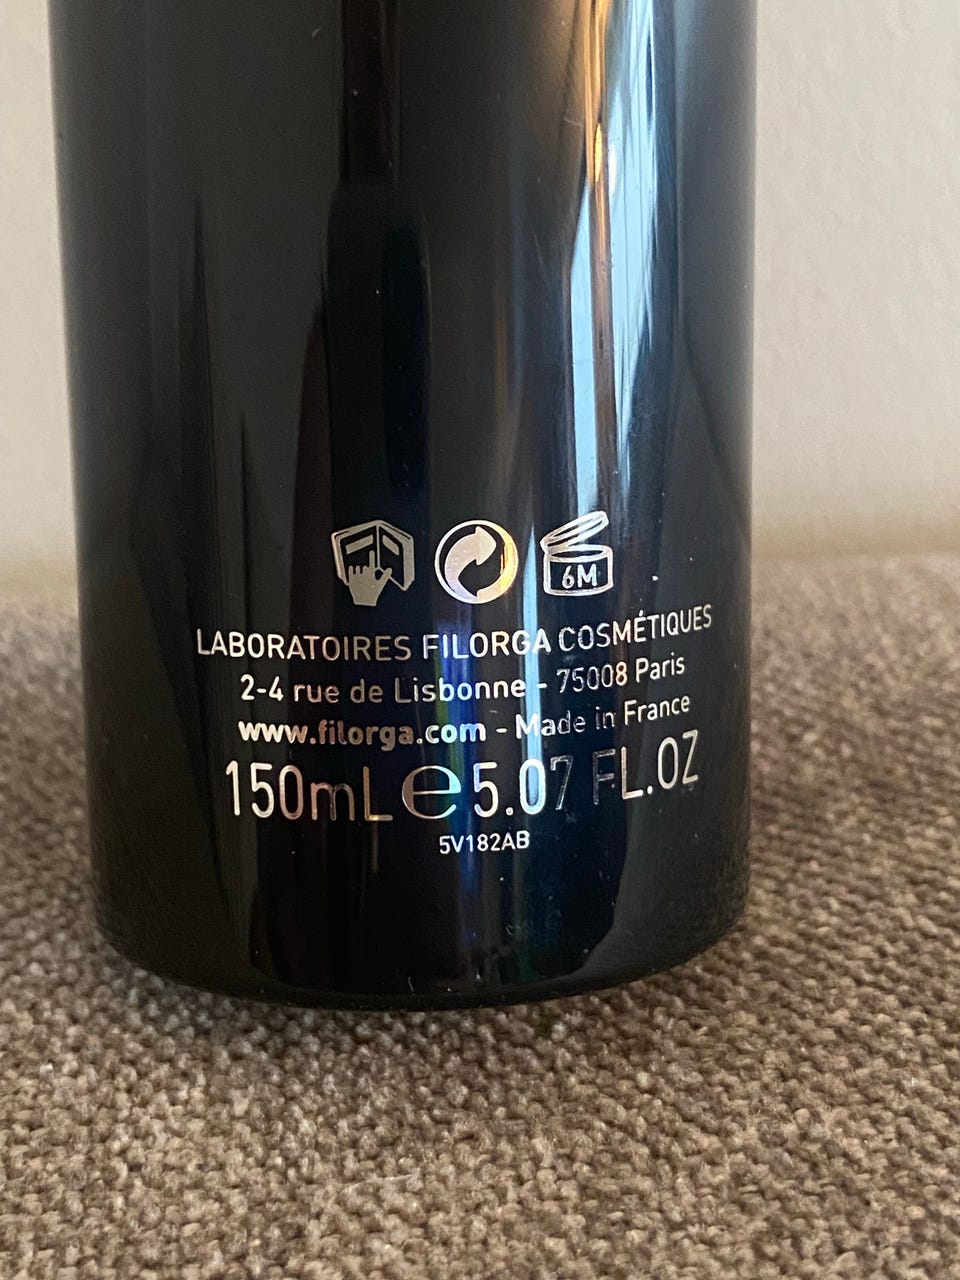 6M
LABORATOIRES FILORGA COSMÉTIQUES
2-4 rue de Lisbonne - 75008 Paris
www.filorga.com - Made in France
150mL e 5.07 FL.OZ
5V182AB